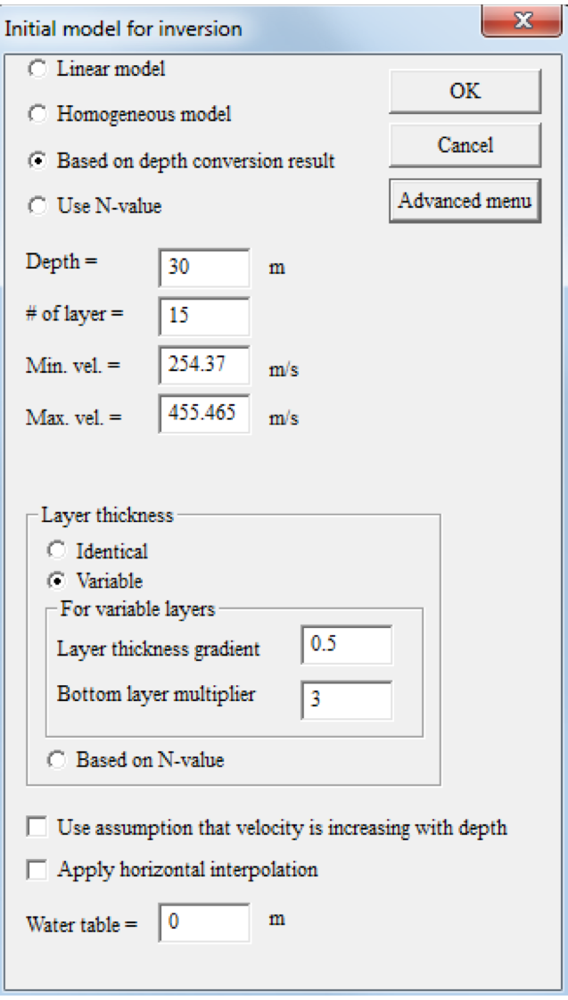 Initial model for inversion
Linear model
OK
Homogeneous model
Cancel
Based on depth conversion result
Advanced menu
Use N-value
Depth = 30 m
# of layer = 15
Min. vel. = 254.37 m/s
Max. vel. = 455.465 m/s
Layer thickness
Identical
Variable
For variable layers
Layer thickness gradient 0.5
Bottom layer multiplier 3
Based on N-value
Use assumption that velocity is increasing with depth
Apply horizontal interpolation
Water table = 0 m